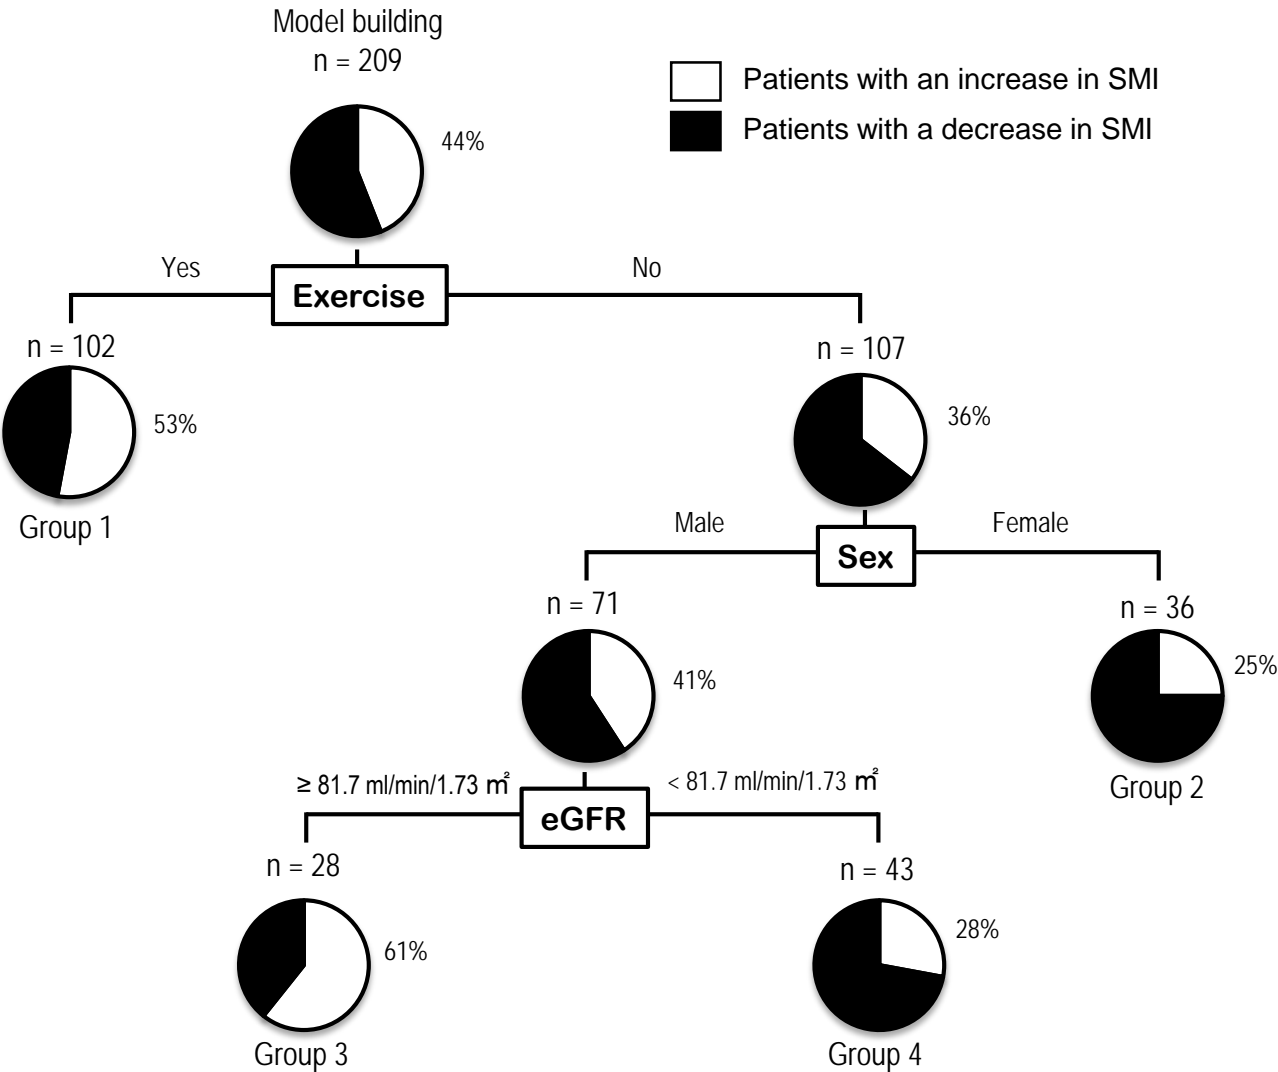 Model building
n = 209
Patients with an increase in SMI
Patients with a decrease in SMI
44%
Yes
No
Exercise
n = 102
n = 107
53%
36%
Group 1
Male
Female
Sex
n = 71
n = 36
41%
25%
≥ 81.7 ml/min/1.73 ㎡
< 81.7 ml/min/1.73 ㎡
Group 2
eGFR
n = 28
n = 43
61%
28%
Group 3
Group 4